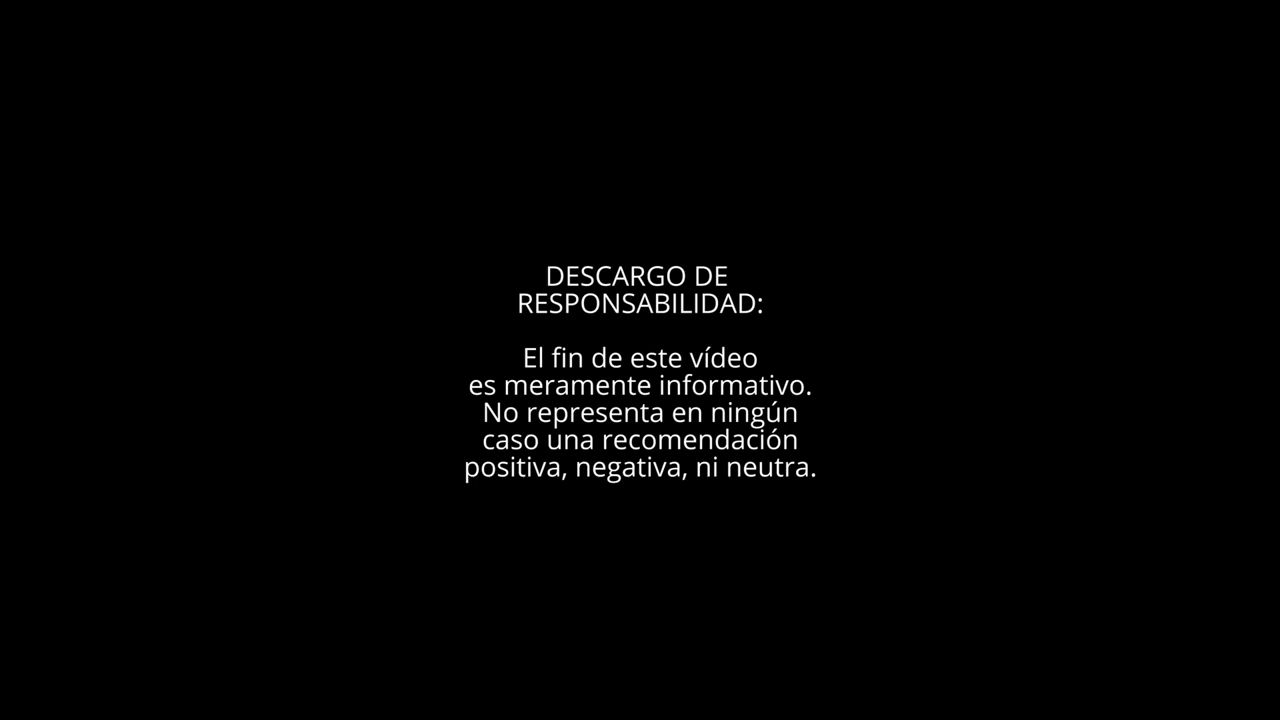 DESCARGO DE
RESPONSABILIDAD:
El fin de este vídeo
es meramente informativo.
No representa en ningún
caso una recomendación
positiva, negativa, ni neutra.